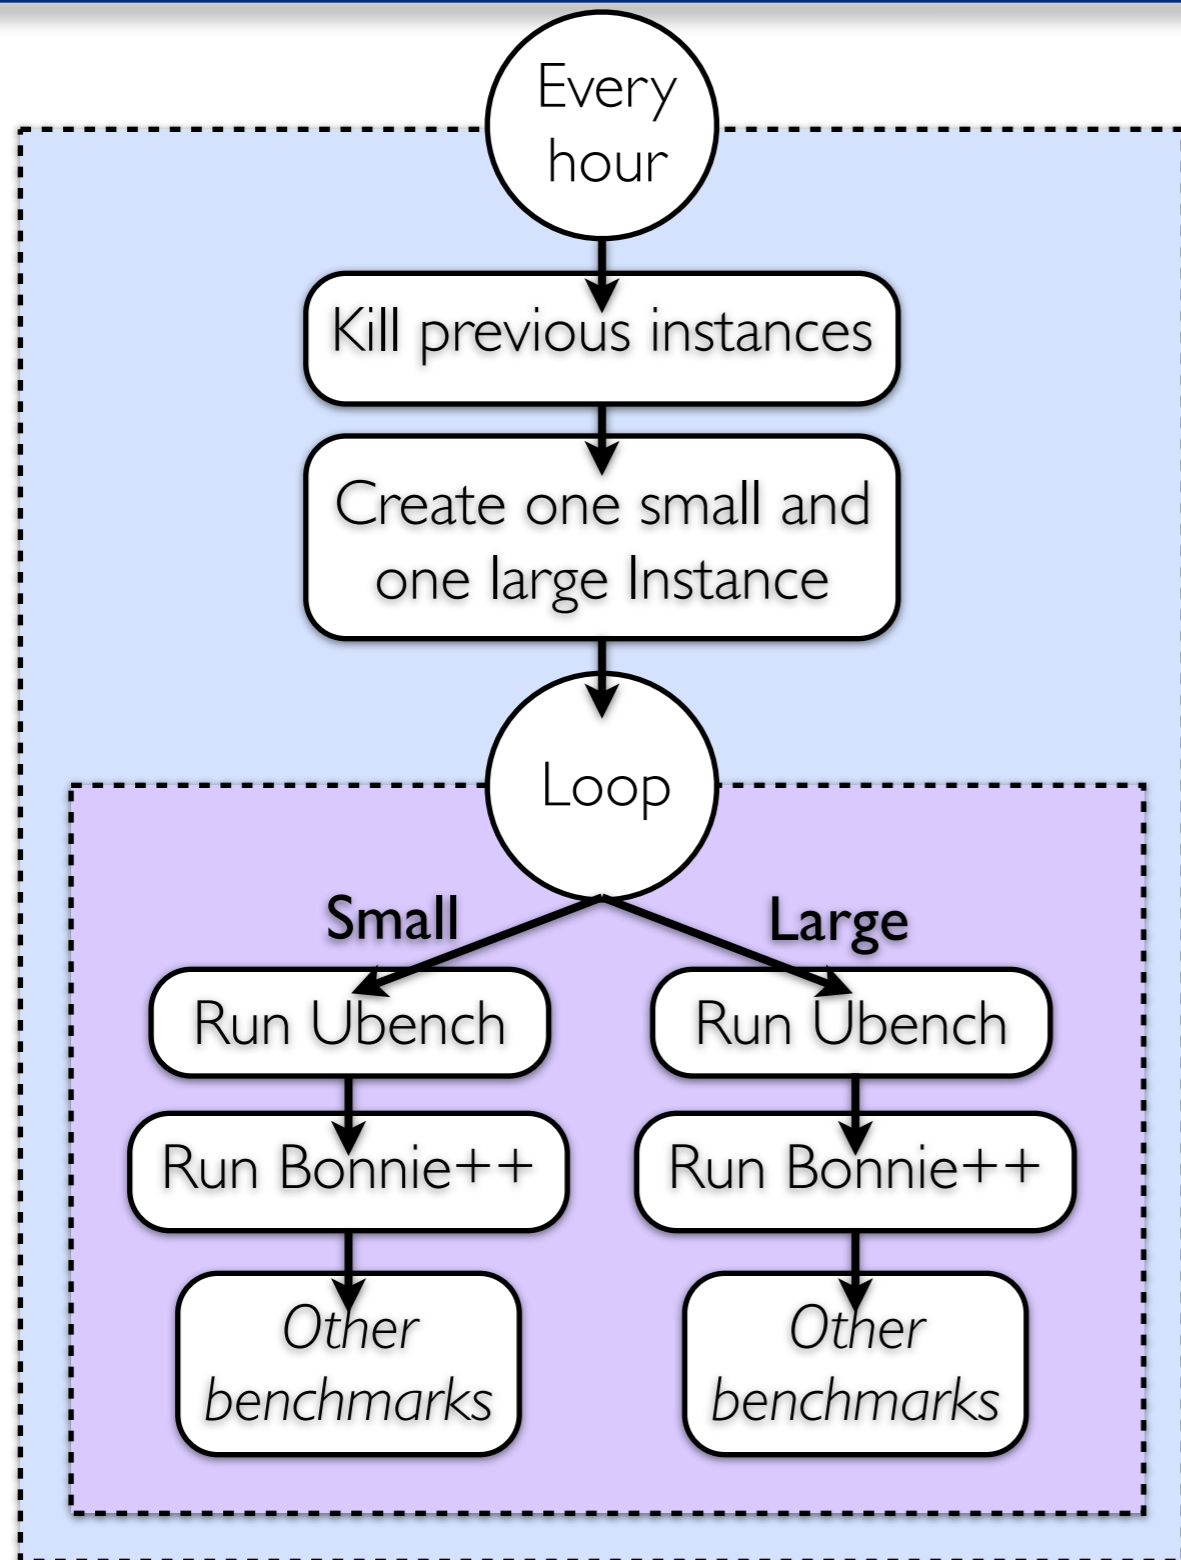 Every
hour
Kill previous instances
Create one small and
one large Instance
Loop
Small
Large
Run Ubench
Run Ubench
Run Bonnie++
Run Bonnie++
Other
benchmarks
Other
benchmarks